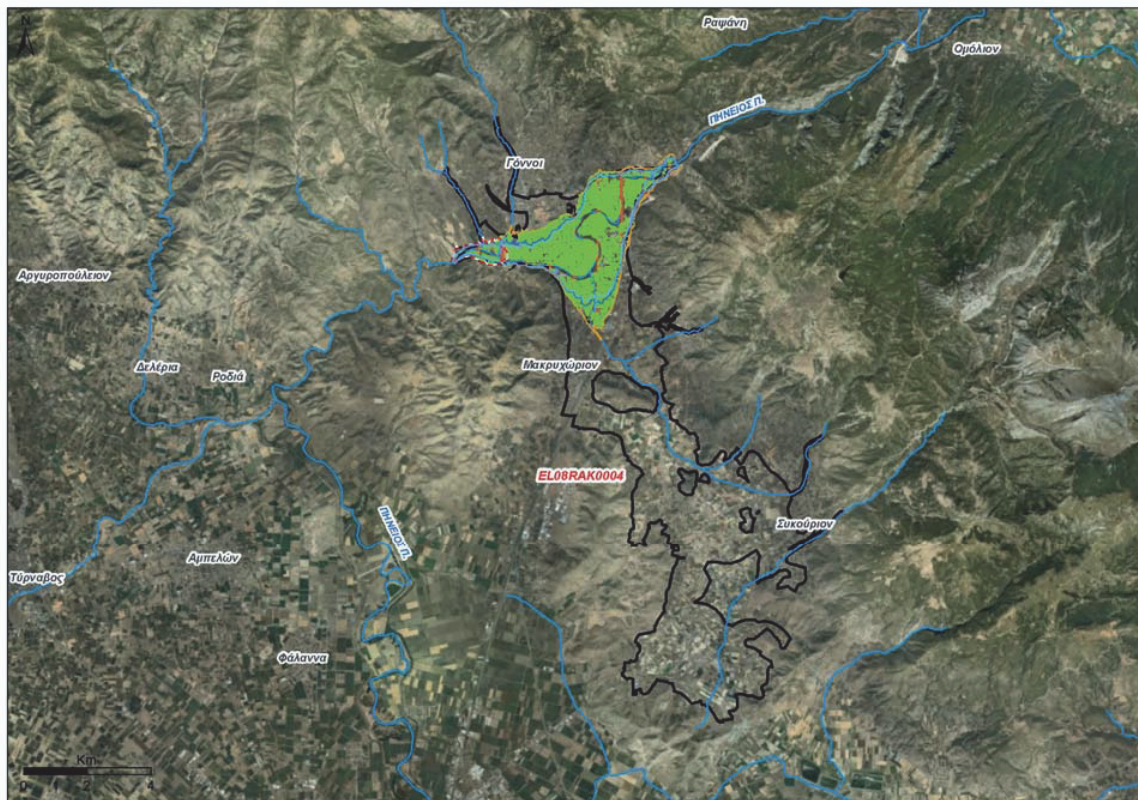 N
Ραψάνη
Ομόλιον
ΠΗΝΕΙΟΣ Π.
Γόννοι
Αργυροπούλειον
Δελέρια
Ροδιά
Μακρυχώριον
EL08RAK0004
ΠΗΝΕΙΟΣ Π.
Συκούριον
Αμπελών
Τύρναβος
Φάλαννα
Km
0 1 2 4